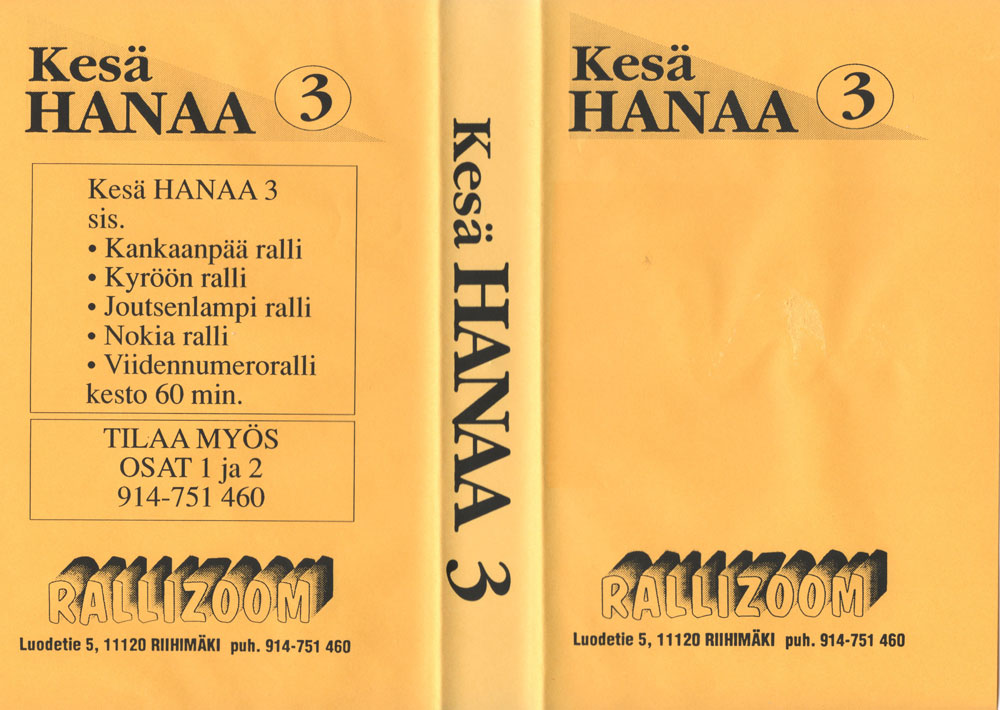 Kesä
HANAA 3
Kesä HANAA 3
sis.
• Kankaanpää ralli
• Kyröön ralli
• Joutsenlampi ralli
• Nokia ralli
• Viidennumeroralli
kesto 60 min.
TILAA MYÖS
OSAT 1 ja 2
914-751 460
RALLIZOOM
Luodetie 5, 11120 RIIHIMÄKI puh. 914-751 460
Kesä HANAA 3
Kesä
HANAA 3
RALLIZOOM
Luodetie 5, 11120 RIIHIMÄKI puh. 914-751 460